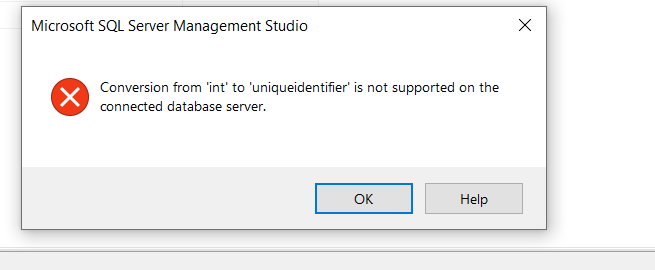 Microsoft SQL Server Management Studio
Conversion from 'int' to 'uniqueidentifier' is not supported on the
connected database server.
OK
Help